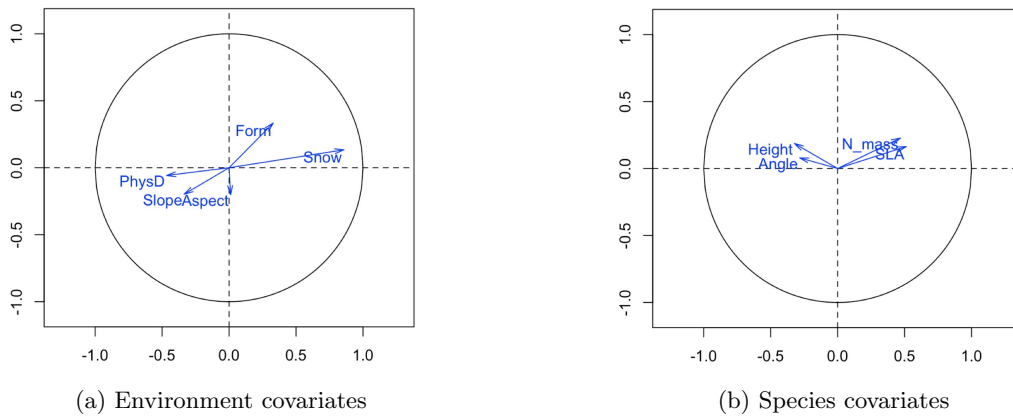 1.0
0.5
0.0
-0.5
-1.0
Form
Snow
PhysD
SlopeAspect
-1.0 -0.5 0.0 0.5 1.0
(a) Environment covariates
1.0
0.5
0.0
-0.5
-1.0
N_mass
Height
SLA
Angle
-1.0 -0.5 0.0 0.5 1.0
(b) Species covariates